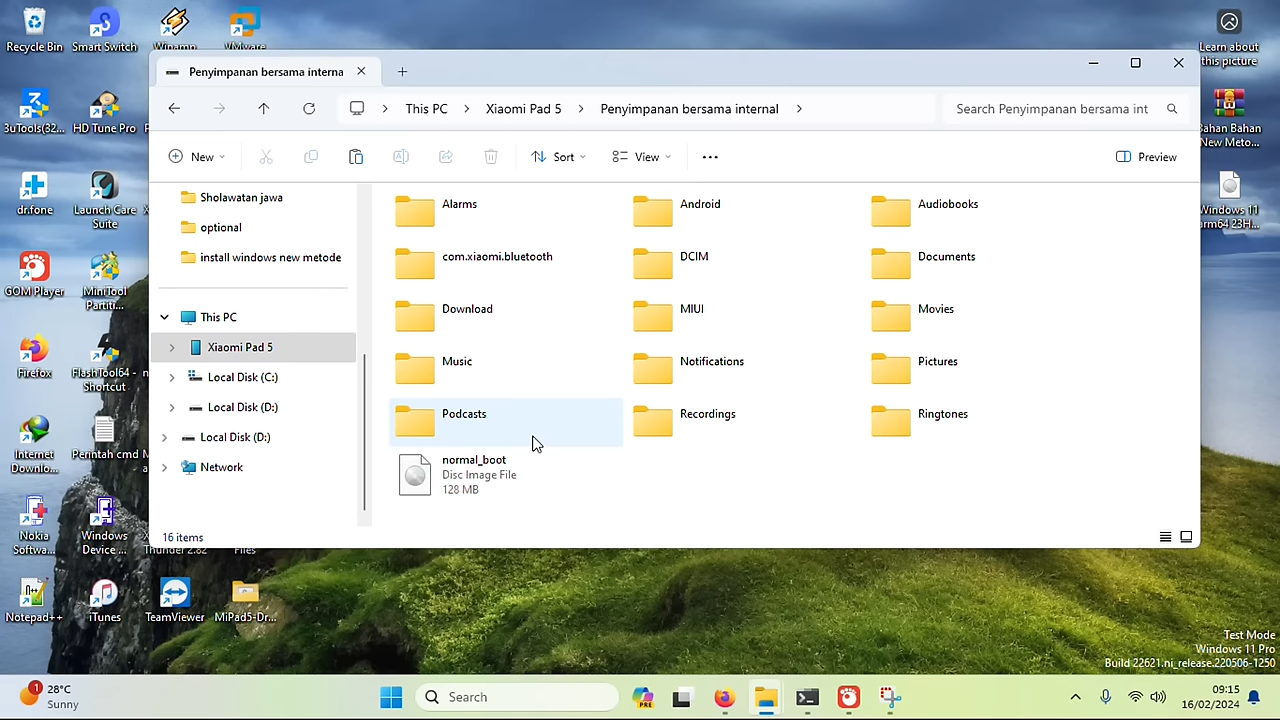 Recycle Bin
Smart Switch
Winamp
VMware
Learn about
this picture
3uTools(32...
HD Tune Pro
Bahan Bahan
New Meto...
dr.fone
Launch Care
Suite
Windows 11
arm64 23H...
GOM Player
MiniTool
Partiti...
Firefox
FlashTool64 -
Shortcut
Internet
Downlo...
Perintah cmd
Nokia
Softwa...
Windows
Device ...
Thunder 2.82
Files
Notepad++
iTunes
TeamViewer
MiPad5-Dr...
Penyimpanan bersama interna
This PC
Xiaomi Pad 5
Penyimpanan bersama internal
Search Penyimpanan bersama int
New
Sort
View
Preview
Sholawatan jawa
optional
install windows new metode
This PC
Xiaomi Pad 5
Local Disk (C:)
Local Disk (D:)
Local Disk (D:)
Network
Alarms
Android
Audiobooks
com.xiaomi.bluetooth
DCIM
Documents
Download
MIUI
Movies
Music
Notifications
Pictures
Podcasts
Recordings
Ringtones
normal_boot
Disc Image File
128 MB
16 items
Test Mode
Windows 11 Pro
Build 22621.ni_release.220506-1250
1
28°C
Sunny
Search
PRE
09:15
16/02/2024